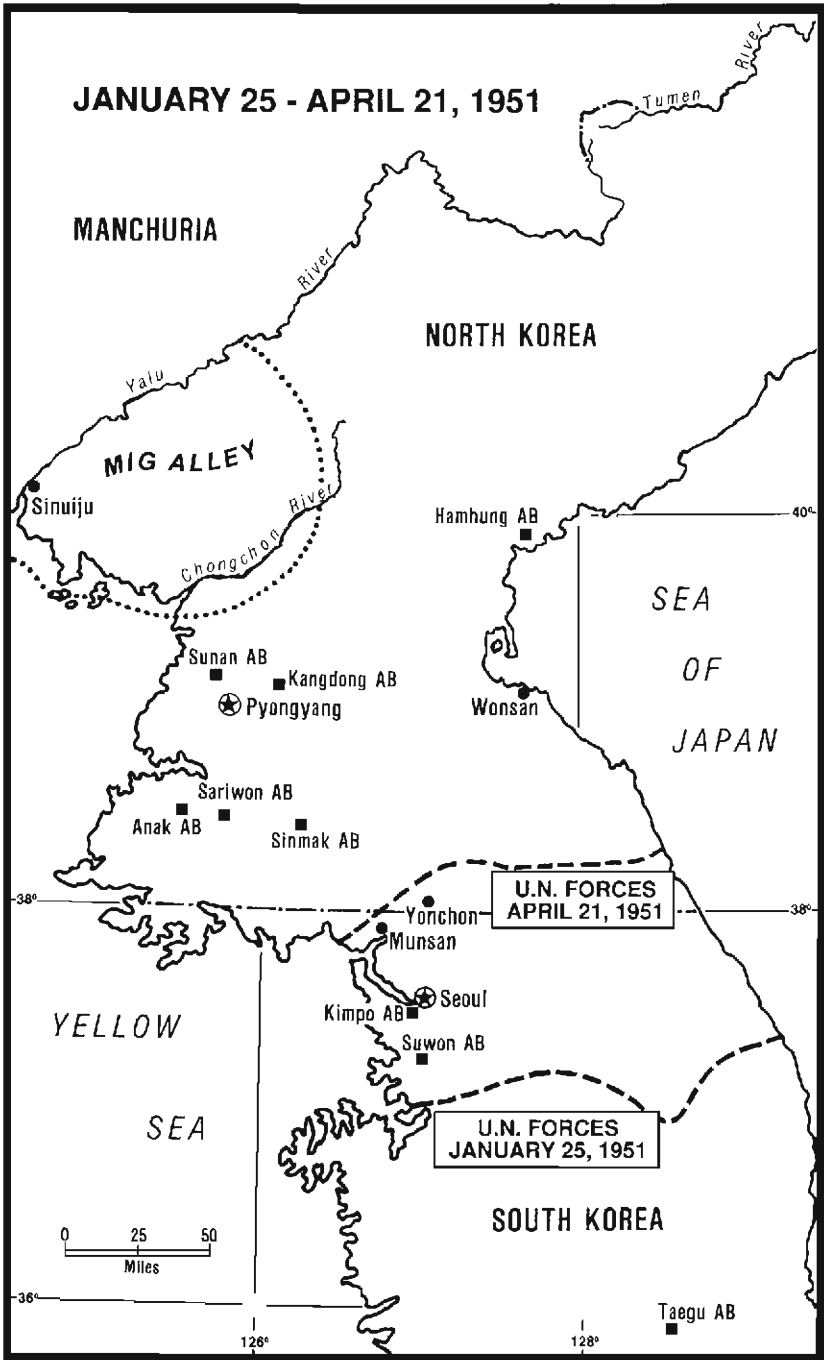 JANUARY 25 - APRIL 21, 1951
River
Tumen
MANCHURIA
River
NORTH KOREA
Yalu
MIG ALLEY
Sinuiju
River
Chongchon
Hamhung AB
40°
SEA
OF
JAPAN
Sunan AB
Kangdong AB
Pyongyang
Wonsan
Sariwon AB
Anak AB
Sinmak AB
38°
U.N. FORCES
APRIL 21, 1951
38°
Yonchon
Munsan
Seoul
Kimpo AB
YELLOW
SEA
Suwon AB
U.N. FORCES
JANUARY 25, 1951
SOUTH KOREA
0 25 50
Miles
36°
Taegu AB
126°
128°